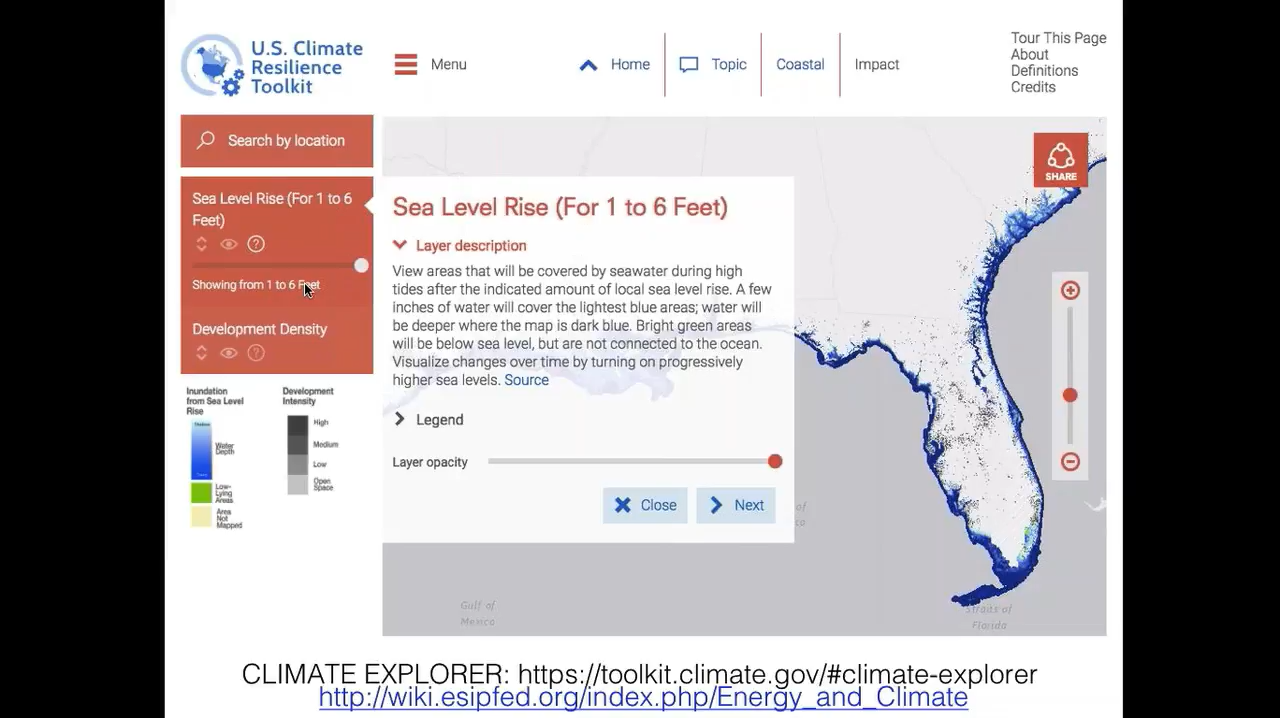 U.S. Climate
Resilience
Toolkit
Menu
Home
Topic
Coastal
Impact
Tour This Page
About
Definitions
Credits
Search by location
SHARE
Sea Level Rise (For 1 to 6
Feet)
Showing from 1 to 6 Feet
Development Density
Inundation
from Sea Level
Rise
Water
Depth
Low-
Lying
Areas
Area
Not
Mapped
Development
Intensity
High
Medium
Low
Open
Space
Sea Level Rise (For 1 to 6 Feet)
Layer description
View areas that will be covered by seawater during high
tides after the indicated amount of local sea level rise. A few
inches of water will cover the lightest blue areas; water will
be deeper where the map is dark blue. Bright green areas
will be below sea level, but are not connected to the ocean.
Visualize changes over time by turning on progressively
higher sea levels. Source
Legend
Layer opacity
Close
Next
Gulf of
Mexico
Straits of
Florida
CLIMATE EXPLORER: https://toolkit.climate.gov/#climate-explorer
http://wiki.esipfed.org/index.php/Energy_and_Climate